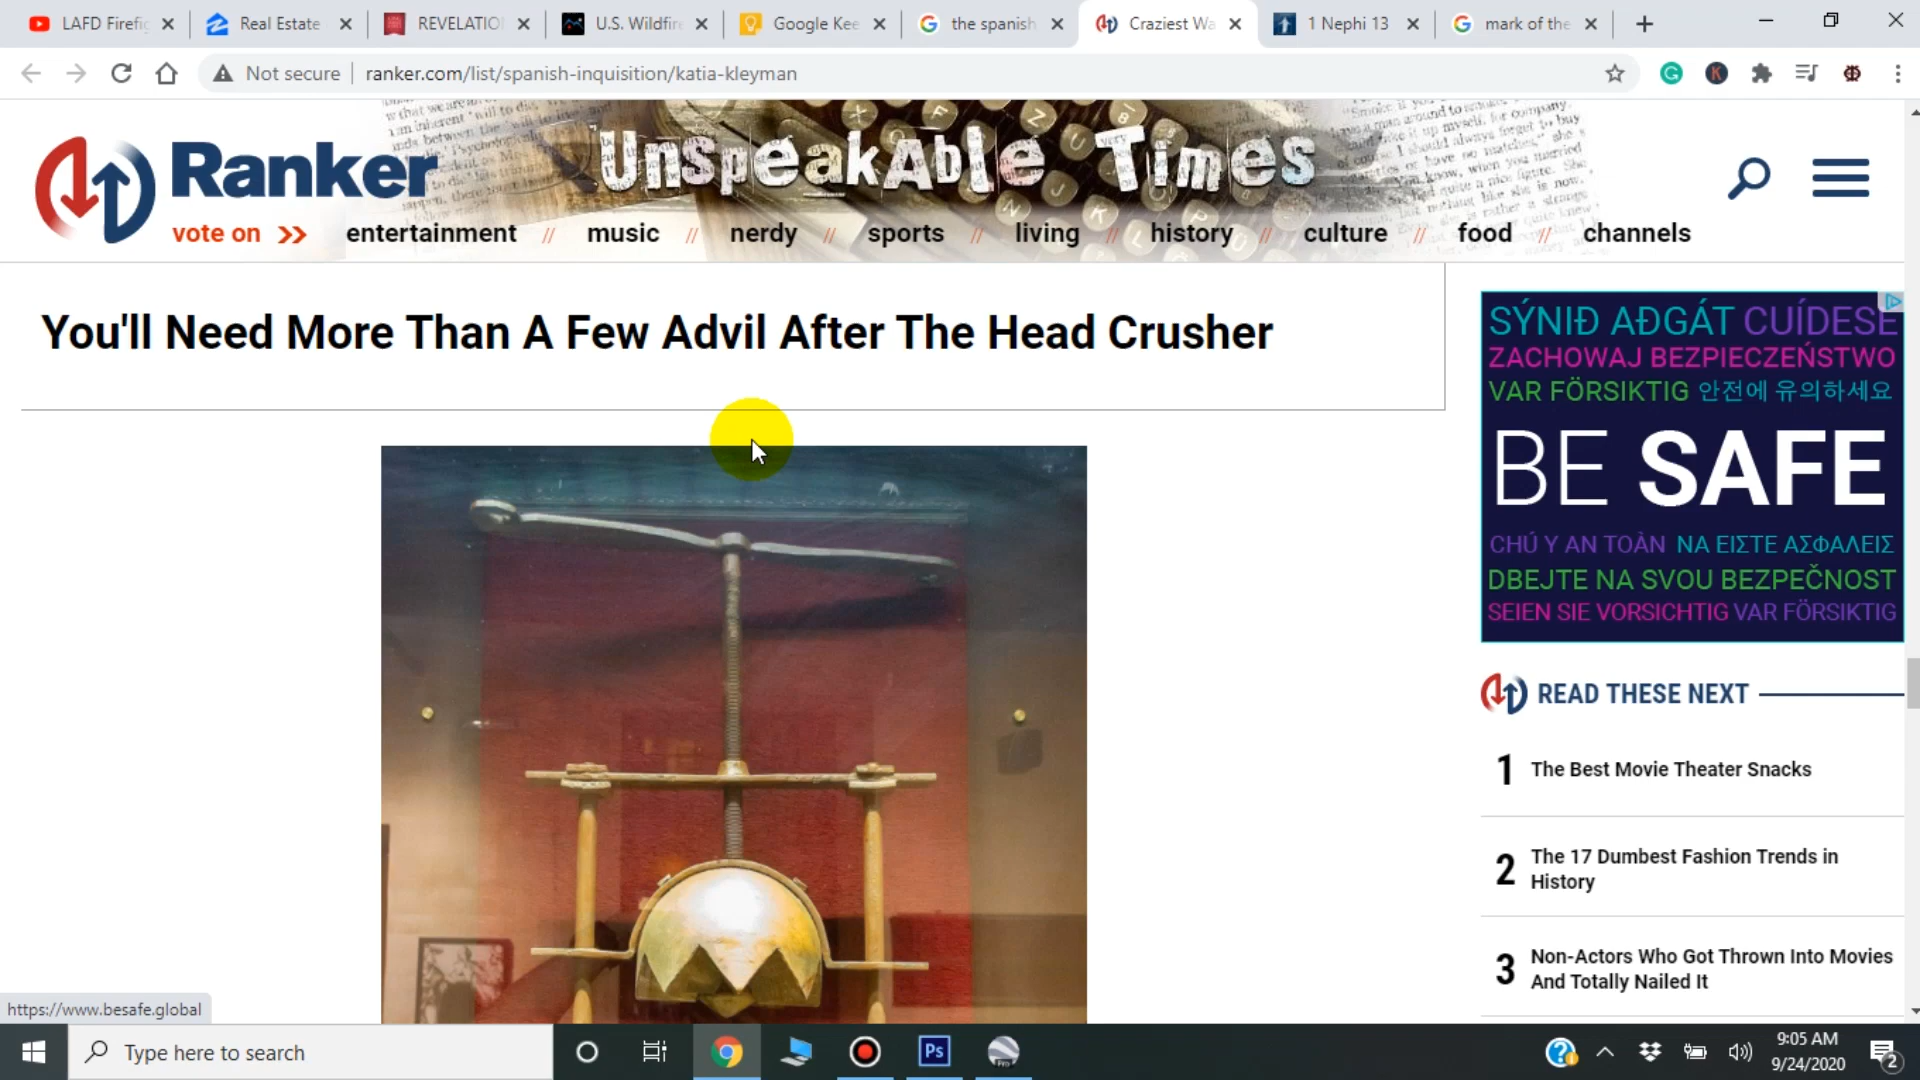 LAFD Firefig
Real Estate
REVELATIO
U.S. Wildfire
Google Kee
the spanish
Craziest Wa
1 Nephi 13
mark of the
Not secure
ranker.com/list/spanish-inquisition/katia-kleyman
Ranker
Unspeakable Times
vote on >>
entertainment // music // nerdy // sports // living // history // culture // food // channels
You'll Need More Than A Few Advil After The Head Crusher
SÝNIÐ AÐGÁT CUÍDESE
ZACHOWAJ BEZPIECZEŃSTWO
VAR FÖRSIKTIG 안전에 유의하세요
BE SAFE
CHÚ Y AN TOÀN ΝΑ ΕΙΣΤΕ ΑΣΦΑΛΕΙΣ
DBEJTE NA SVOU BEZPEČNOST
SEIEN SIE VORSICHTIG VAR FÖRSIKTIG
READ THESE NEXT
1 The Best Movie Theater Snacks
2 The 17 Dumbest Fashion Trends in
History
3 Non-Actors Who Got Thrown Into Movies
And Totally Nailed It
https://www.besafe.global
Type here to search
Ps
9:05 AM
9/24/2020
2